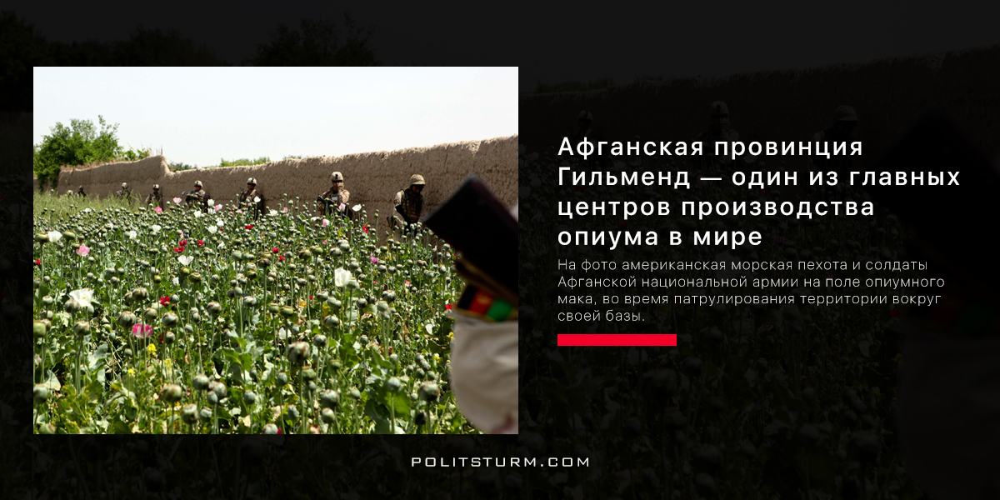 Афганская провинция
Гильменд — один из главных
центров производства
опиума в мире
На фото американская морская пехота и солдаты
Афганской национальной армии на поле опиумного
мака, во время патрулирования территории вокруг
своей базы.
POLITSTURM.COM